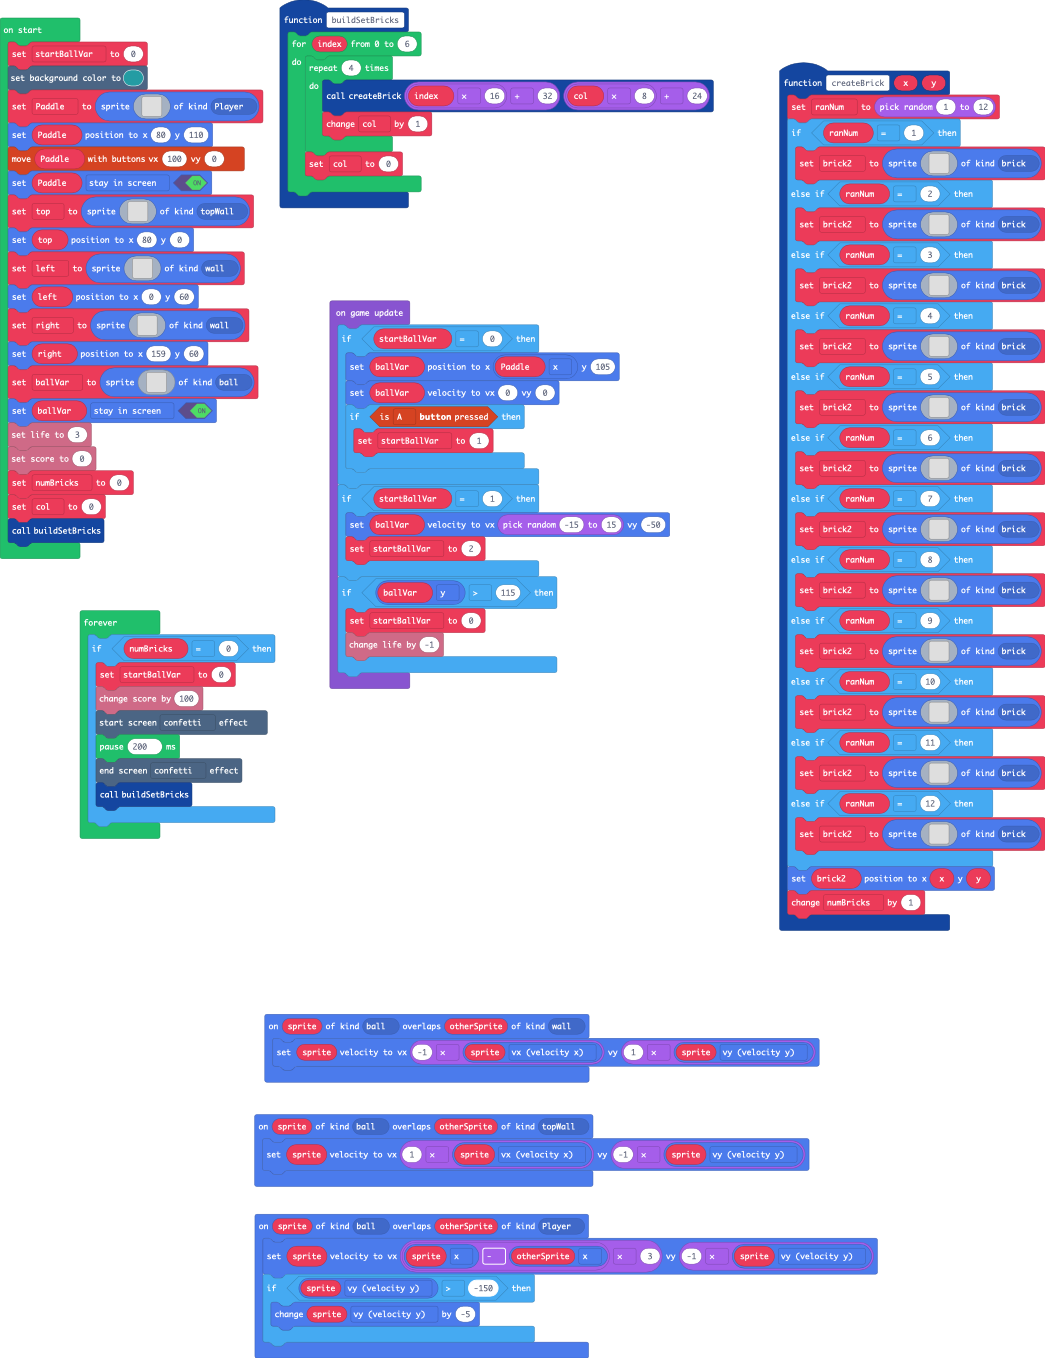 on start
set startBallVar to 0
set background color to
set Paddle to sprite of kind Player
set Paddle position to x 80 y 110
move Paddle with buttons vx 100 vy 0
set Paddle stay in screen ON
set top to sprite of kind topWall
set top position to x 80 y 0
set left to sprite of kind wall
set left position to x 0 y 60
set right to sprite of kind wall
set right position to x 159 y 60
set ballVar to sprite of kind ball
set ballVar stay in screen ON
set life to 3
set score to 0
set numBricks to 0
set col to 0
call buildSetBricks
function buildSetBricks
for index from 0 to 6
do repeat 4 times
do call createBrick index × 16 + 32 col × 8 + 24
change col by 1
set col to 0
on game update
if startBallVar = 0 then
set ballVar position to x Paddle x y 105
set ballVar velocity to vx 0 vy 0
if is A button pressed then
set startBallVar to 1
if startBallVar = 1 then
set ballVar velocity to vx pick random -15 to 15 vy -50
set startBallVar to 2
if ballVar y > 115 then
set startBallVar to 0
change life by -1
forever
if numBricks = 0 then
set startBallVar to 0
change score by 100
start screen confetti effect
pause 200 ms
end screen confetti effect
call buildSetBricks
function createBrick x y
set ranNum to pick random 1 to 12
if ranNum = 1 then
set brick2 to sprite of kind brick
else if ranNum = 2 then
set brick2 to sprite of kind brick
else if ranNum = 3 then
set brick2 to sprite of kind brick
else if ranNum = 4 then
set brick2 to sprite of kind brick
else if ranNum = 5 then
set brick2 to sprite of kind brick
else if ranNum = 6 then
set brick2 to sprite of kind brick
else if ranNum = 7 then
set brick2 to sprite of kind brick
else if ranNum = 8 then
set brick2 to sprite of kind brick
else if ranNum = 9 then
set brick2 to sprite of kind brick
else if ranNum = 10 then
set brick2 to sprite of kind brick
else if ranNum = 11 then
set brick2 to sprite of kind brick
else if ranNum = 12 then
set brick2 to sprite of kind brick
set brick2 position to x x y y
change numBricks by 1
on sprite of kind ball overlaps otherSprite of kind wall
set sprite velocity to vx -1 × sprite vx (velocity x) vy 1 × sprite vy (velocity y)
on sprite of kind ball overlaps otherSprite of kind topWall
set sprite velocity to vx 1 × sprite vx (velocity x) vy -1 × sprite vy (velocity y)
on sprite of kind ball overlaps otherSprite of kind Player
set sprite velocity to vx sprite x - otherSprite x × 3 vy -1 × sprite vy (velocity y)
if sprite vy (velocity y) > -150 then
change sprite vy (velocity y) by -5